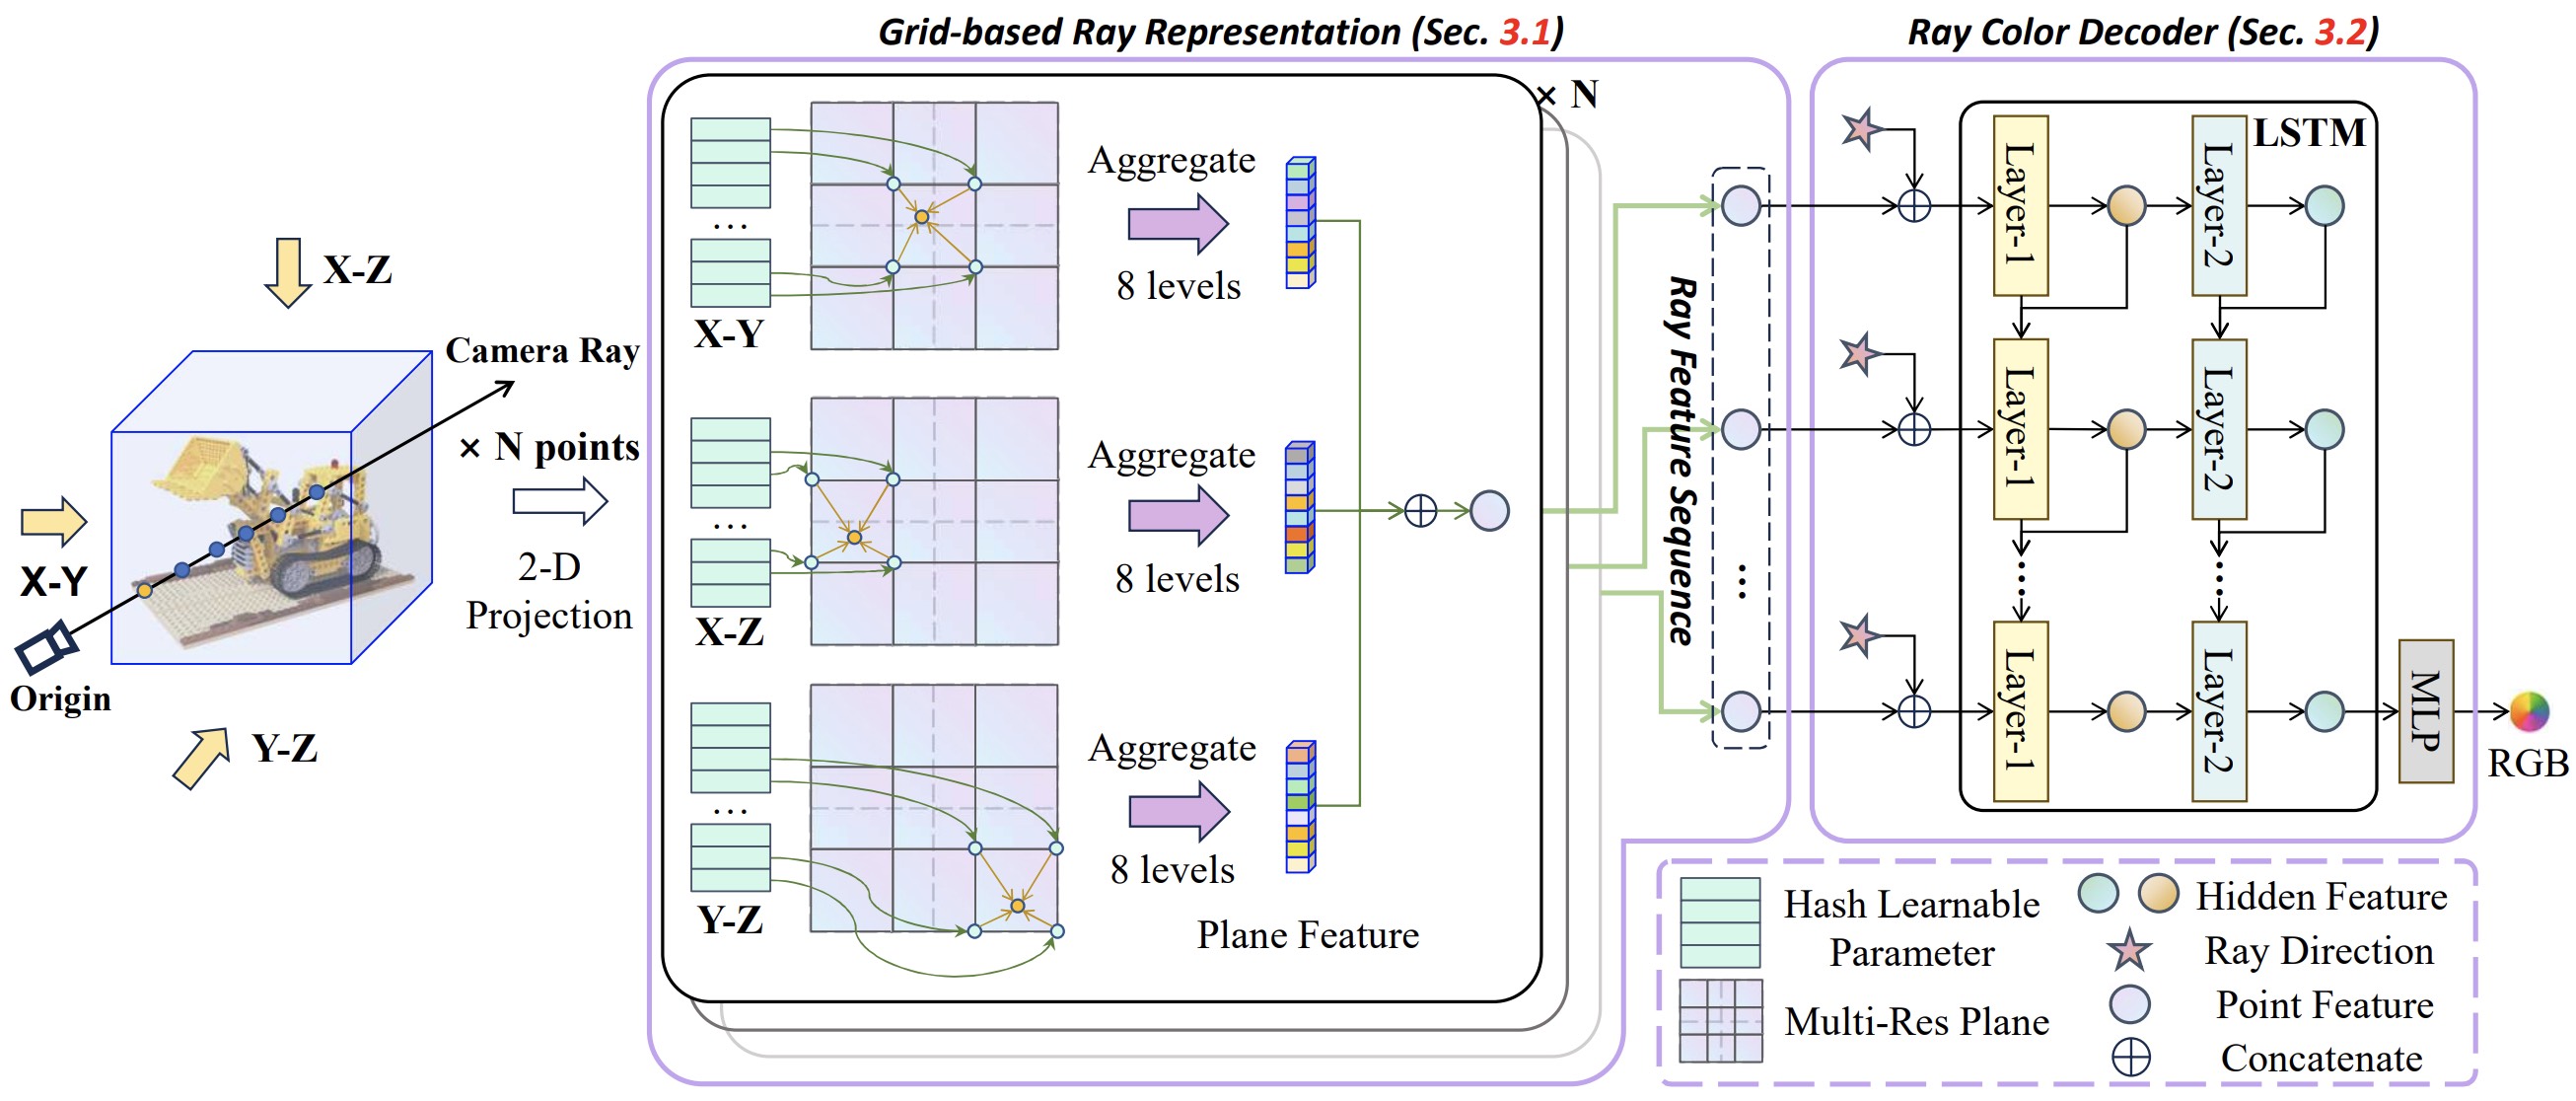 Grid-based Ray Representation (Sec. 3.1)
Ray Color Decoder (Sec. 3.2)
X-Z
Camera Ray
× N points
2-D
Projection
X-Y
Origin
Y-Z
× N
...
X-Y
Aggregate
8 levels
...
X-Z
Aggregate
8 levels
...
Y-Z
Aggregate
8 levels
Plane Feature
Ray Feature Sequence
...
LSTM
Layer-1
Layer-2
Layer-1
Layer-2
....
....
Layer-1
Layer-2
MLP
RGB
Hash Learnable
Parameter
Multi-Res Plane
Hidden Feature
Ray Direction
Point Feature
Concatenate